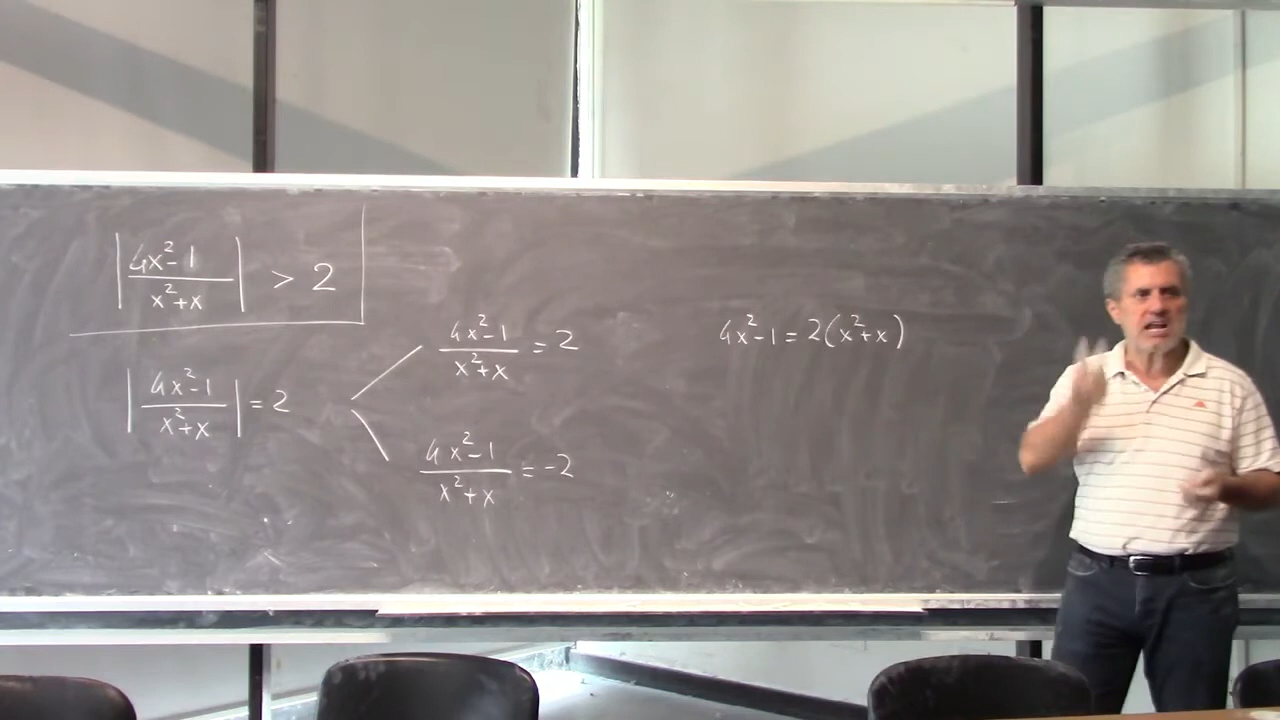 |(4x²-1)/(x²+x)| > 2
|(4x²-1)/(x²+x)| = 2
(4x²-1)/(x²+x) = 2
(4x²-1)/(x²+x) = -2
4x²-1 = 2(x²+x)